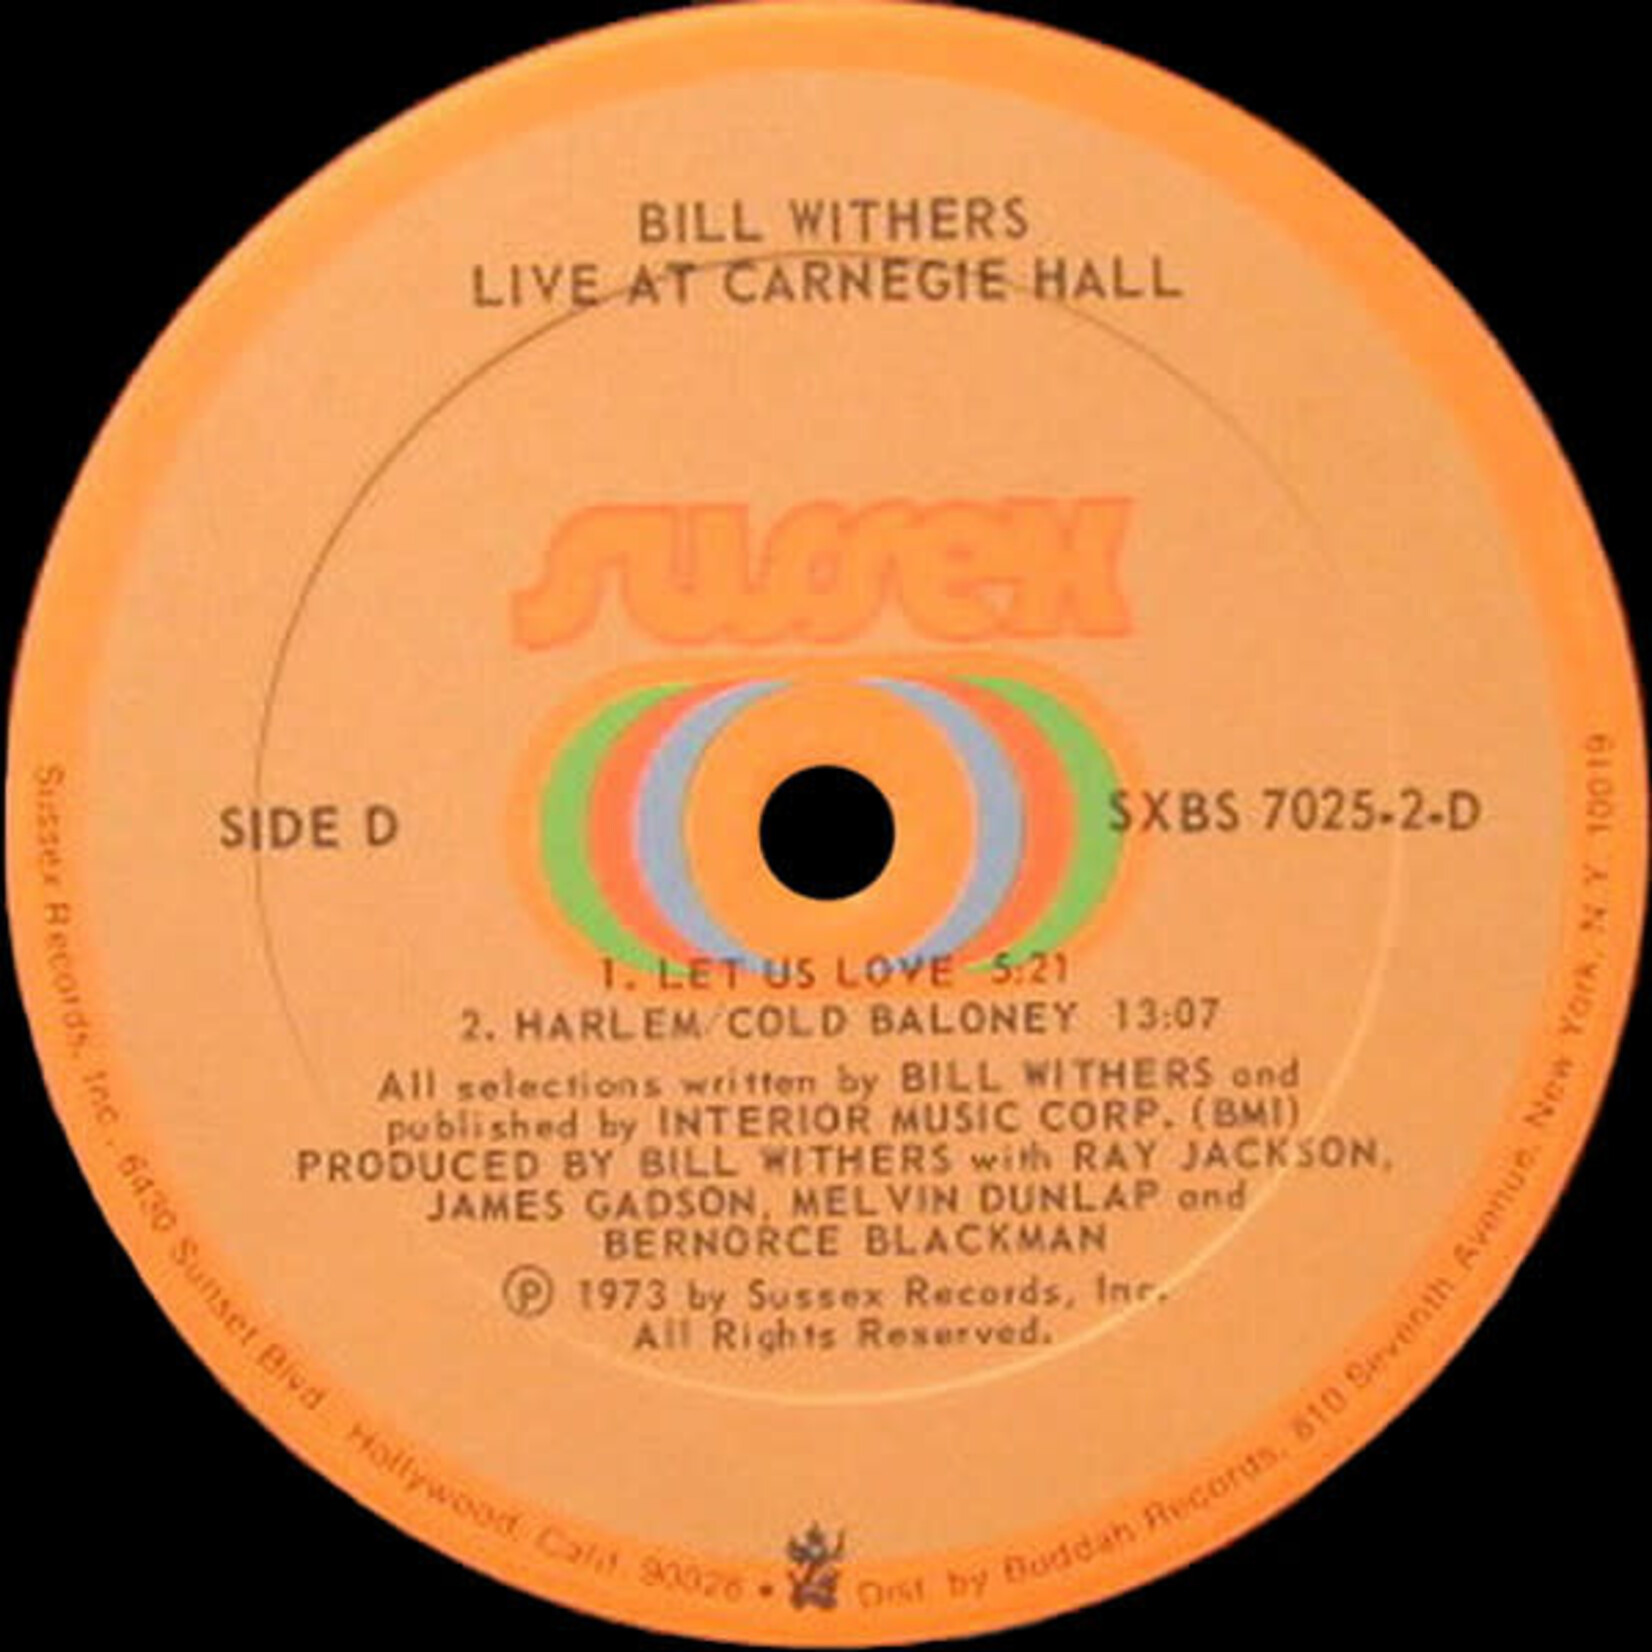 BILL WITHERS
LIVE AT CARNEGIE HALL
sussex
SIDE D
SXBS 7025-2-D
1. LET US LOVE 5:21
2. HARLEM/COLD BALONEY 13:07
All selections written by BILL WITHERS and
published by INTERIOR MUSIC CORP. (BMI)
PRODUCED BY BILL WITHERS with RAY JACKSON,
JAMES GADSON, MELVIN DUNLAP and
BERNORCE BLACKMAN
Ⓟ 1973 by Sussex Records, Inc.
All Rights Reserved.
Sussex Records, Inc., 6430 Sunset Blvd., Hollywood, Calif. 90028 • Dist. by Buddah Records, 810 Seventh Avenue, New York, N.Y. 10019